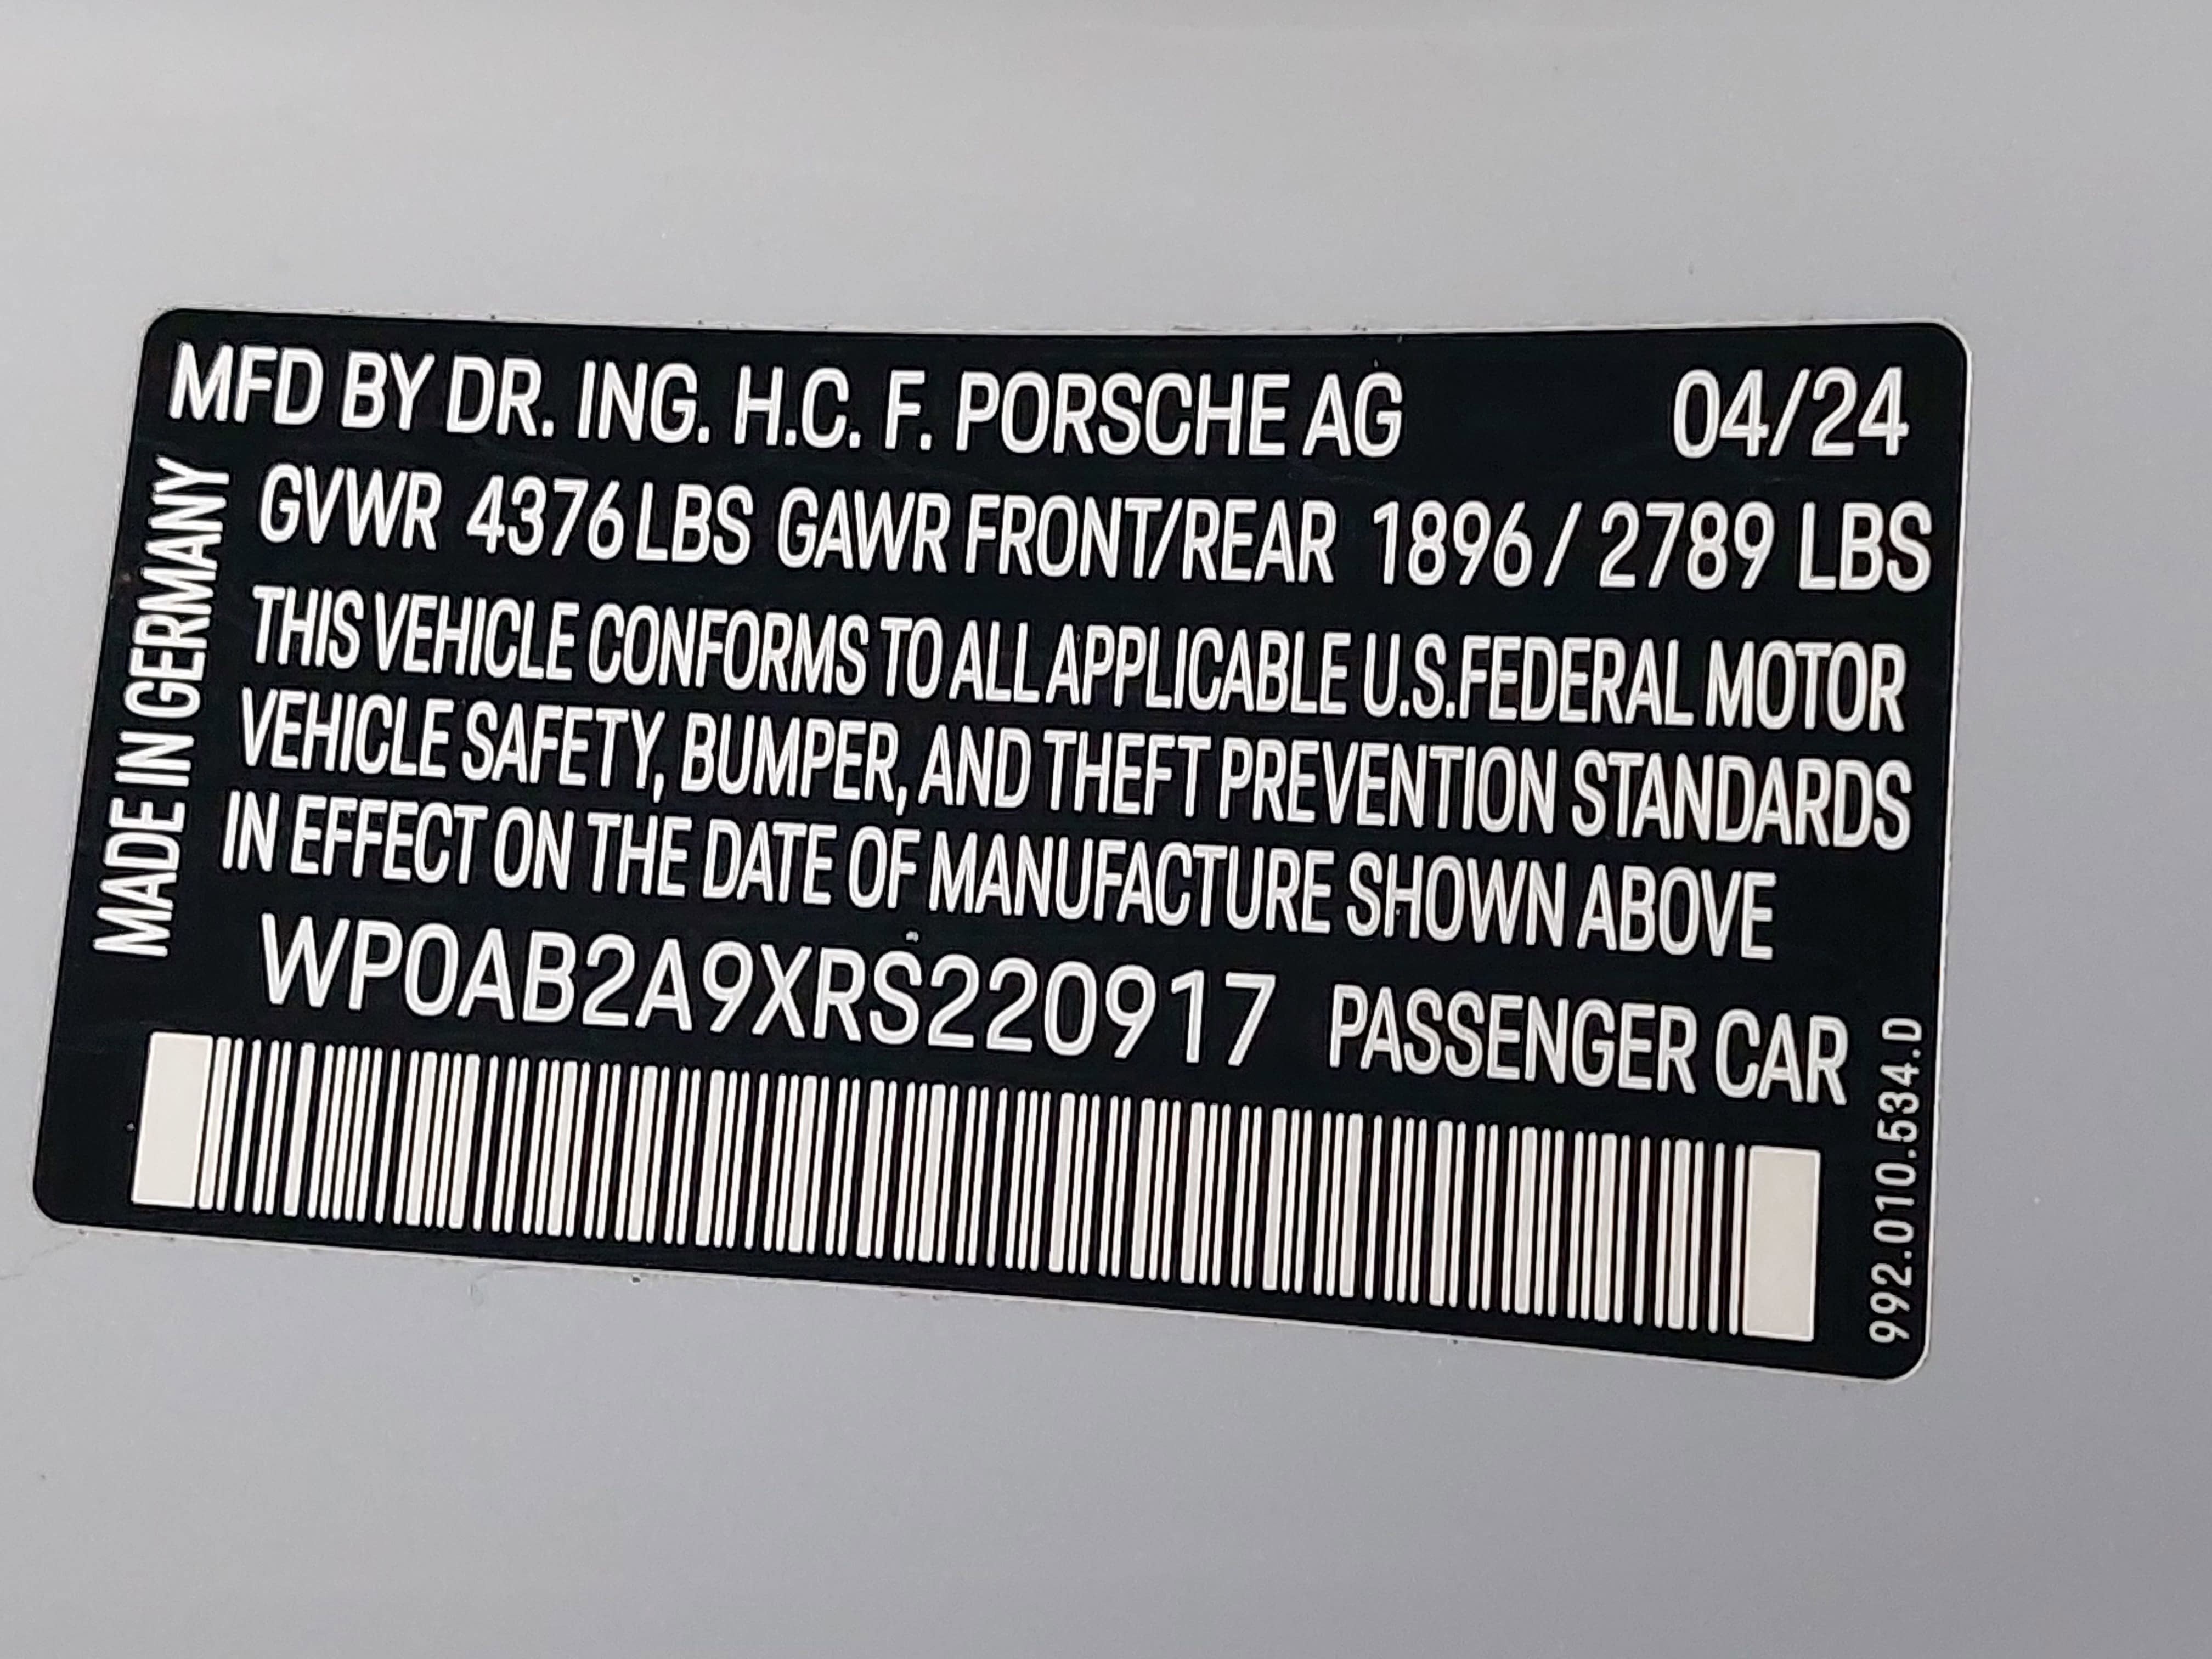 MFD BY DR. ING. H.C. F. PORSCHE AG 04/24
GVWR 4376 LBS GAWR FRONT/REAR 1896 / 2789 LBS
THIS VEHICLE CONFORMS TO ALL APPLICABLE U.S.FEDERAL MOTOR
VEHICLE SAFETY, BUMPER, AND THEFT PREVENTION STANDARDS
IN EFFECT ON THE DATE OF MANUFACTURE SHOWN ABOVE
WP0AB2A9XRS220917 PASSENGER CAR
MADE IN GERMANY
992.010.534.D